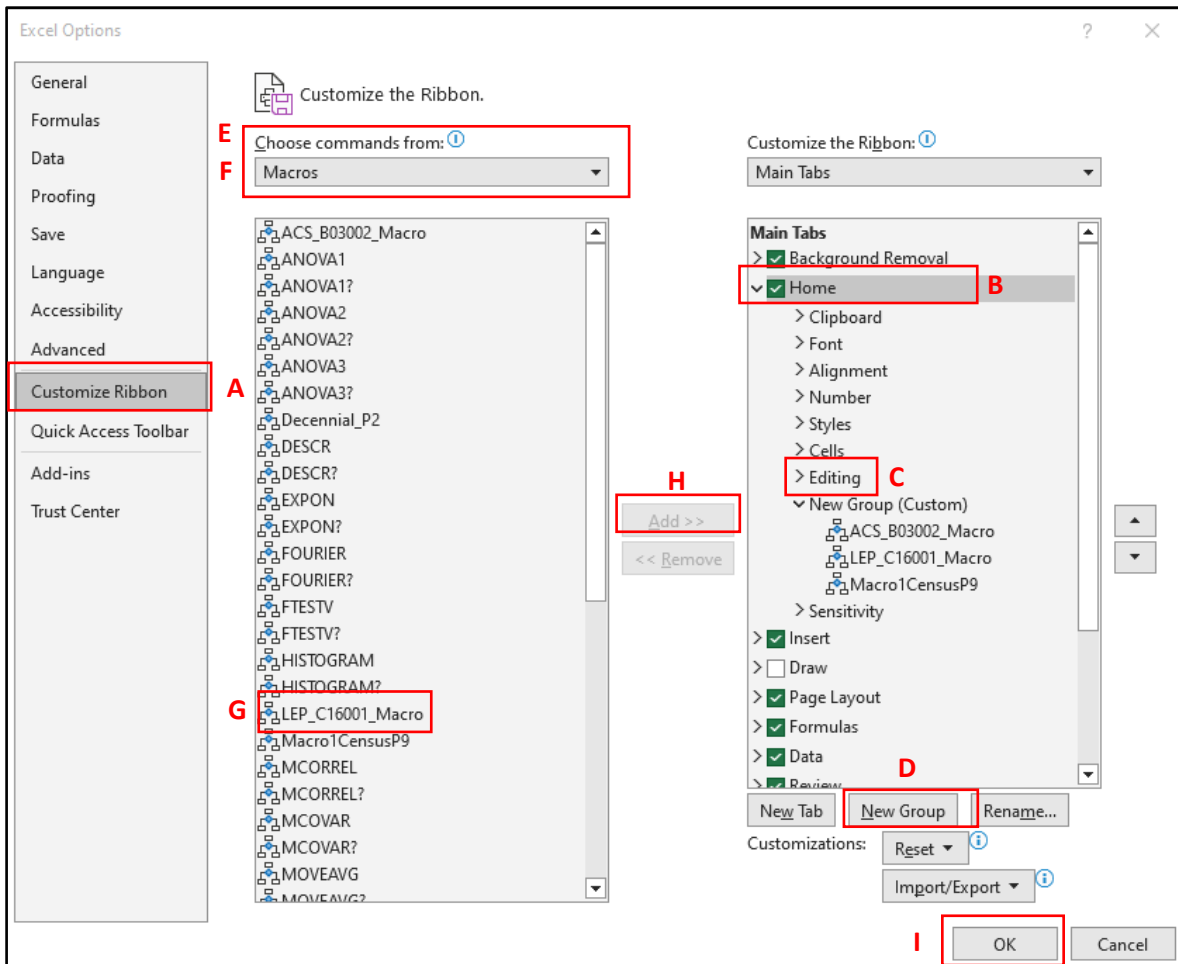 Excel Options
?
General
Formulas
Data
Proofing
Save
Language
Accessibility
Advanced
Customize Ribbon
A
Quick Access Toolbar
Add-ins
Trust Center
Customize the Ribbon.
E
Choose commands from:
F
Macros
ACS_B03002_Macro
ANOVA1
ANOVA1?
ANOVA2
ANOVA2?
ANOVA3
ANOVA3?
Decennial_P2
DESCR
DESCR?
EXPON
EXPON?
FOURIER
FOURIER?
FTESTV
FTESTV?
HISTOGRAM
HISTOGRAM?
G
LEP_C16001_Macro
Macro1CensusP9
MCORREL
MCORREL?
MCOVAR
MCOVAR?
MOVEAVG
MOVEAVG?
H
Add >>
<< Remove
Customize the Ribbon:
Main Tabs
Main Tabs
Background Removal
Home
B
Clipboard
Font
Alignment
Number
Styles
Cells
Editing
C
New Group (Custom)
ACS_B03002_Macro
LEP_C16001_Macro
Macro1CensusP9
Sensitivity
Insert
Draw
Page Layout
Formulas
Data
Review
D
New Tab
New Group
Rename...
Customizations:
Reset
Import/Export
I
OK
Cancel